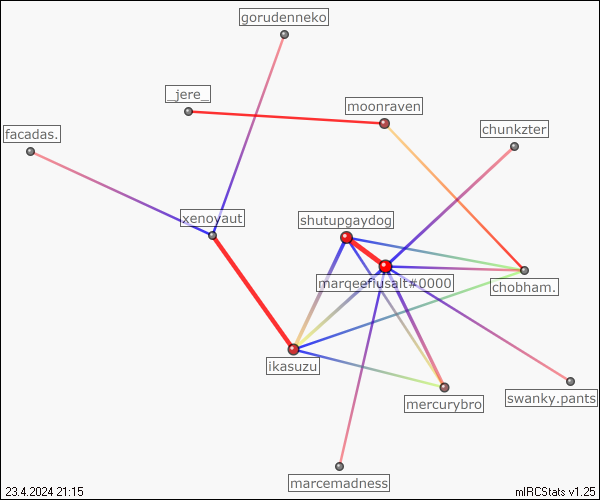 gorudenneko
_jere_
moonraven
chunkzter
facadas.
xenoyaut
shutupgaydog
marqeefiusalt#0000
chobham.
ikasuzu
swanky.pants
mercurybro
marcemadness
23.4.2024 21:15
mIRCStats v1.25